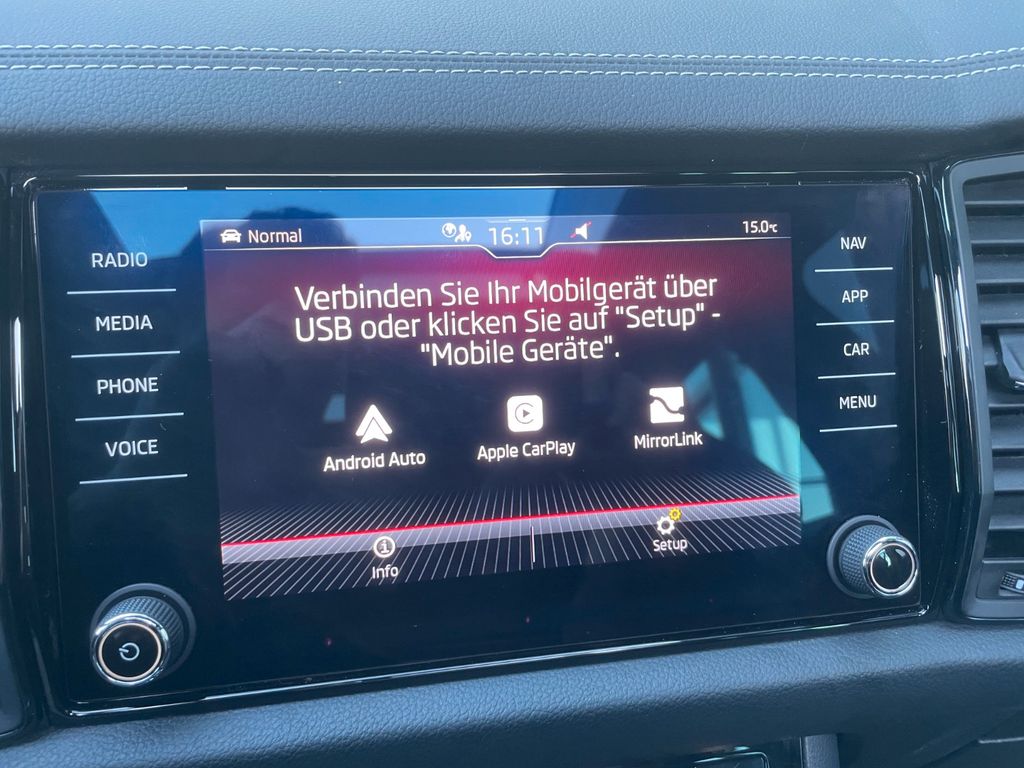 RADIO
MEDIA
PHONE
VOICE
Normal
16:11
15.0°C
Verbinden Sie Ihr Mobilgerät über
USB oder klicken Sie auf "Setup" -
"Mobile Geräte".
Android Auto
Apple CarPlay
MirrorLink
Info
Setup
NAV
APP
CAR
MENU